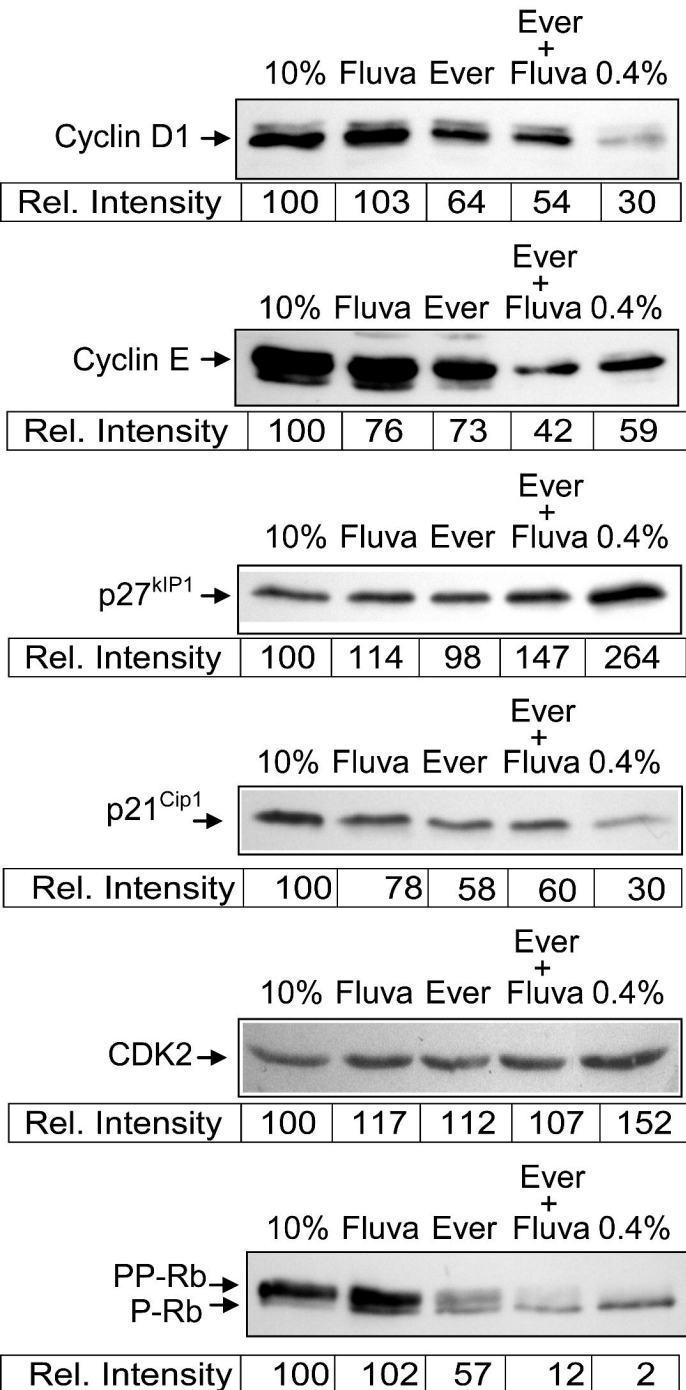 Ever
+
10% Fluva Ever Fluva 0.4%
Cyclin D1
Rel. Intensity 100 103 64 54 30
Ever
+
10% Fluva Ever Fluva 0.4%
Cyclin E
Rel. Intensity 100 76 73 42 59
Ever
+
10% Fluva Ever Fluva 0.4%
p27kIP1
Rel. Intensity 100 114 98 147 264
Ever
+
10% Fluva Ever Fluva 0.4%
p21Cip1
Rel. Intensity 100 78 58 60 30
Ever
+
10% Fluva Ever Fluva 0.4%
CDK2
Rel. Intensity 100 117 112 107 152
Ever
+
10% Fluva Ever Fluva 0.4%
PP-Rb
P-Rb
Rel. Intensity 100 102 57 12 2